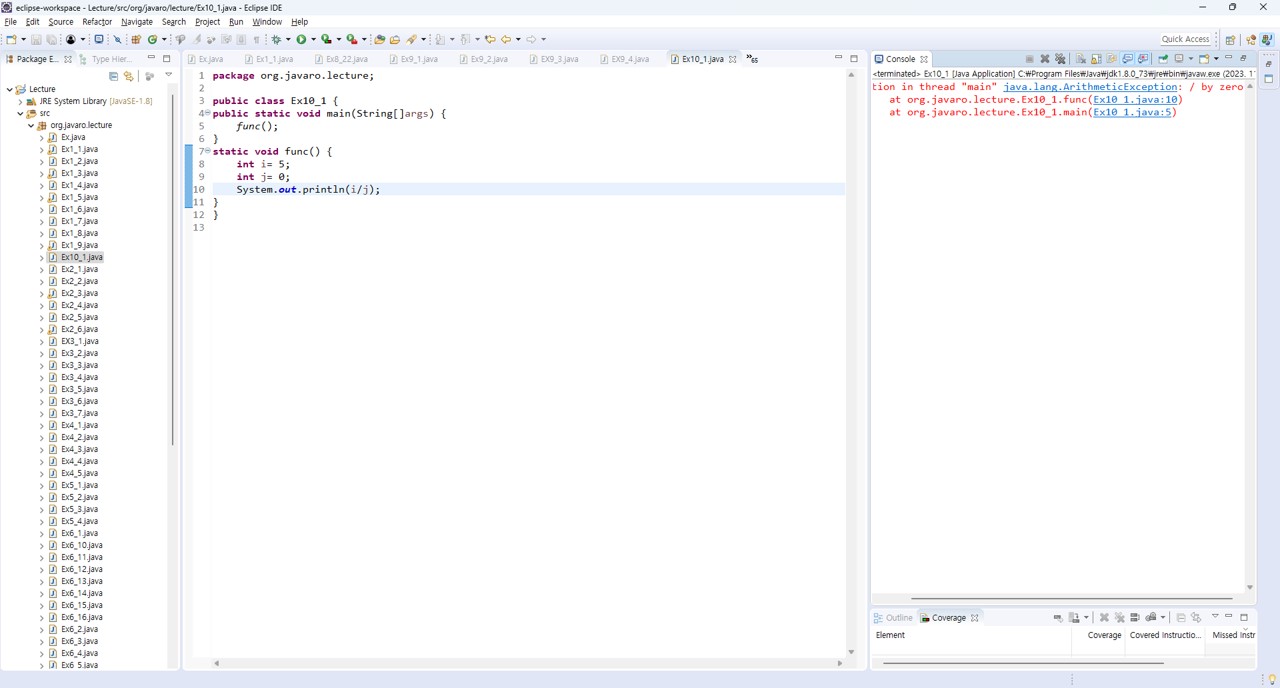 eclipse-workspace - Lecture/src/org/javaro/lecture/Ex10_1.java - Eclipse IDE
File Edit Source Refactor Navigate Search Project Run Window Help
Quick Access
Package E... Type Hier...
Lecture
JRE System Library [JavaSE-1.8]
src
org.javaro.lecture
Ex.java
Ex1_1.java
Ex1_2.java
Ex1_3.java
Ex1_4.java
Ex1_5.java
Ex1_6.java
Ex1_7.java
Ex1_8.java
Ex1_9.java
Ex10_1.java
Ex2_1.java
Ex2_2.java
Ex2_3.java
Ex2_4.java
Ex2_5.java
Ex2_6.java
EX3_1.java
Ex3_2.java
Ex3_3.java
Ex3_4.java
Ex3_5.java
Ex3_6.java
Ex3_7.java
Ex4_1.java
Ex4_2.java
Ex4_3.java
Ex4_4.java
Ex4_5.java
Ex5_1.java
Ex5_2.java
Ex5_3.java
Ex5_4.java
Ex6_1.java
Ex6_10.java
Ex6_11.java
Ex6_12.java
Ex6_13.java
Ex6_14.java
Ex6_15.java
Ex6_16.java
Ex6_2.java
Ex6_3.java
Ex6_4.java
Ex6_5.java
Ex.java Ex1_1.java Ex8_22.java Ex9_1.java Ex9_2.java EX9_3.java EX9_4.java Ex10_1.java »65
1 package org.javaro.lecture;
2
3 public class Ex10_1 {
4 public static void main(String[]args) {
5 func();
6 }
7 static void func() {
8 int i= 5;
9 int j= 0;
10 System.out.println(i/j);
11 }
12 }
13
Console
<terminated> Ex10_1 [Java Application] C:₩Program Files₩Java₩jdk1.8.0_73₩jre₩bin₩javaw.exe (2023. 1
tion in thread "main" java.lang.ArithmeticException: / by zero
at org.javaro.lecture.Ex10_1.func(Ex10_1.java:10)
at org.javaro.lecture.Ex10_1.main(Ex10_1.java:5)
Outline Coverage
Element Coverage Covered Instructio... Missed Instr